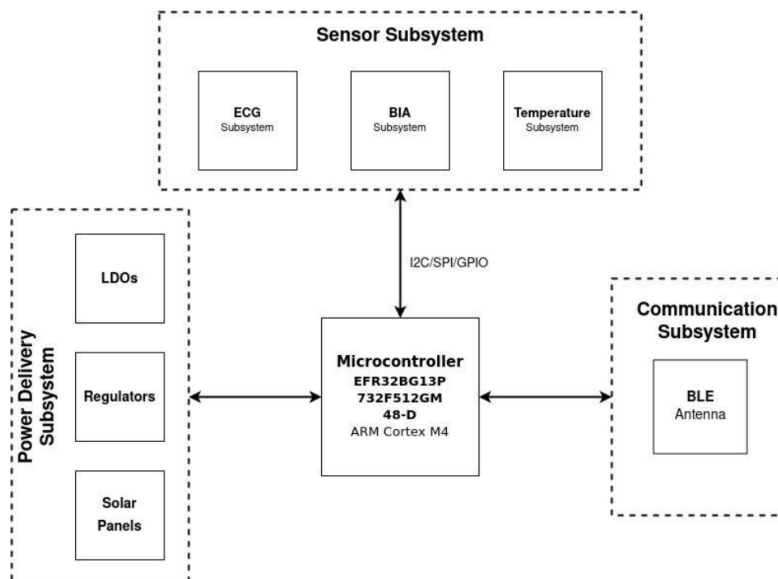 Sensor Subsystem
ECG
Subsystem
BIA
Subsystem
Temperature
Subsystem
I2C/SPI/GPIO
Power Delivery
Subsystem
LDOs
Regulators
Solar
Panels
Microcontroller
EFR32BG13P
732F512GM
48-D
ARM Cortex M4
Communication
Subsystem
BLE
Antenna